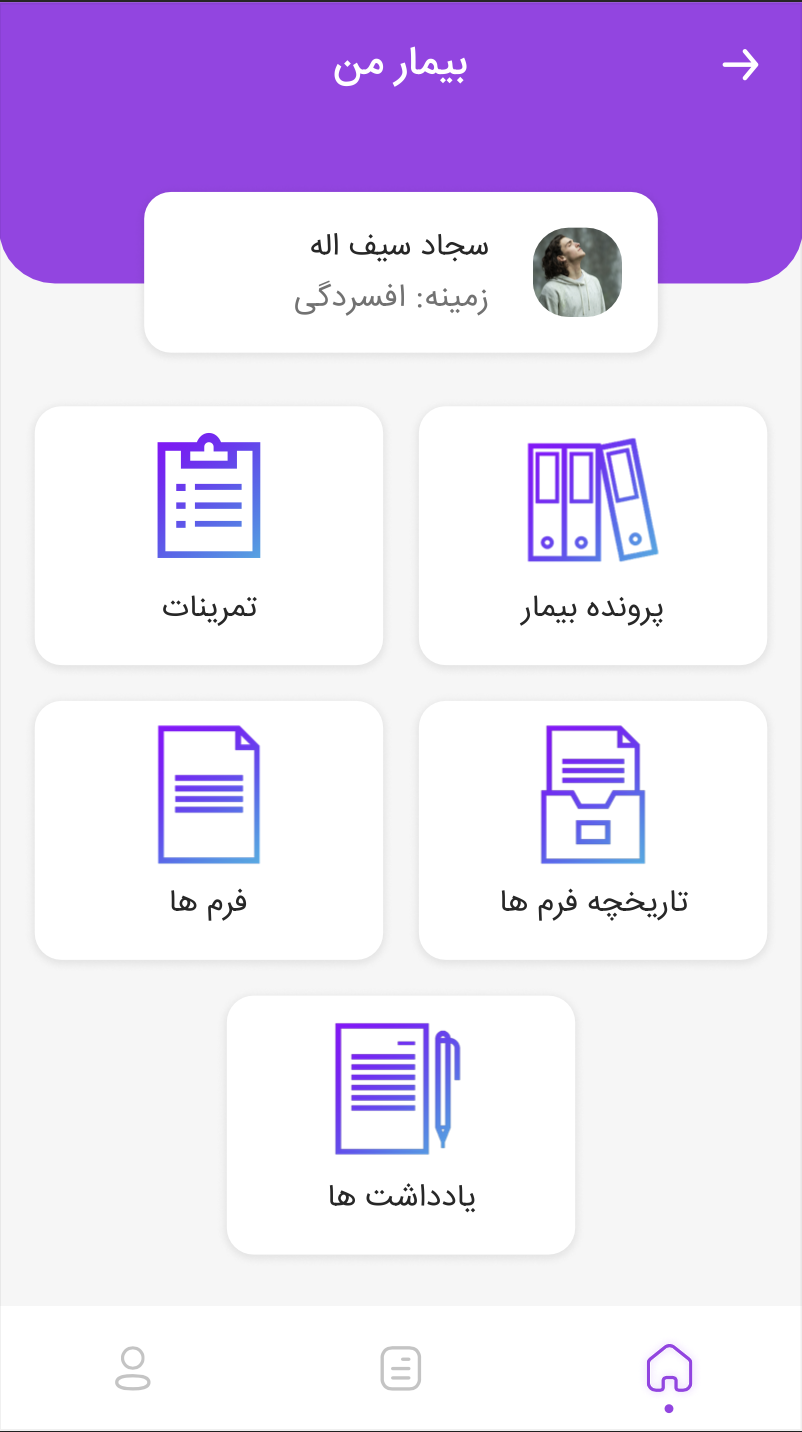 بیمار من
سجاد سیف اله
زمینه: افسردگی
پرونده بیمار
تمرینات
تاریخچه فرم ها
فرم ها
یادداشت ها